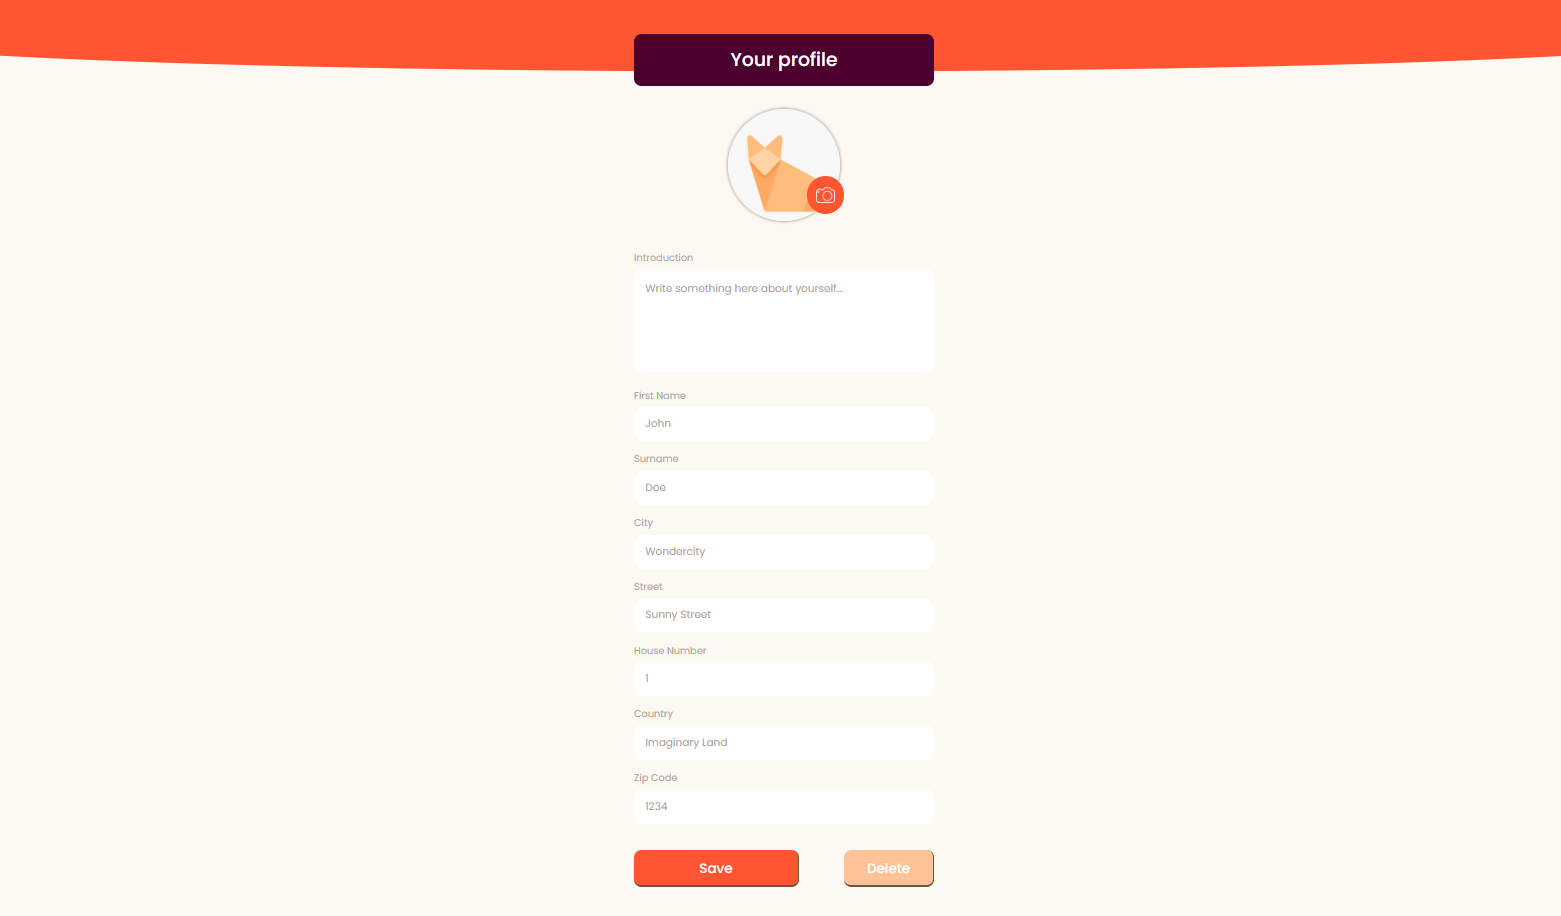 Your profile
Introduction
Write something here about yourself...
First Name
John
Surname
Doe
City
Wondercity
Street
Sunny Street
House Number
1
Country
Imaginary Land
Zip Code
1234
Save
Delete